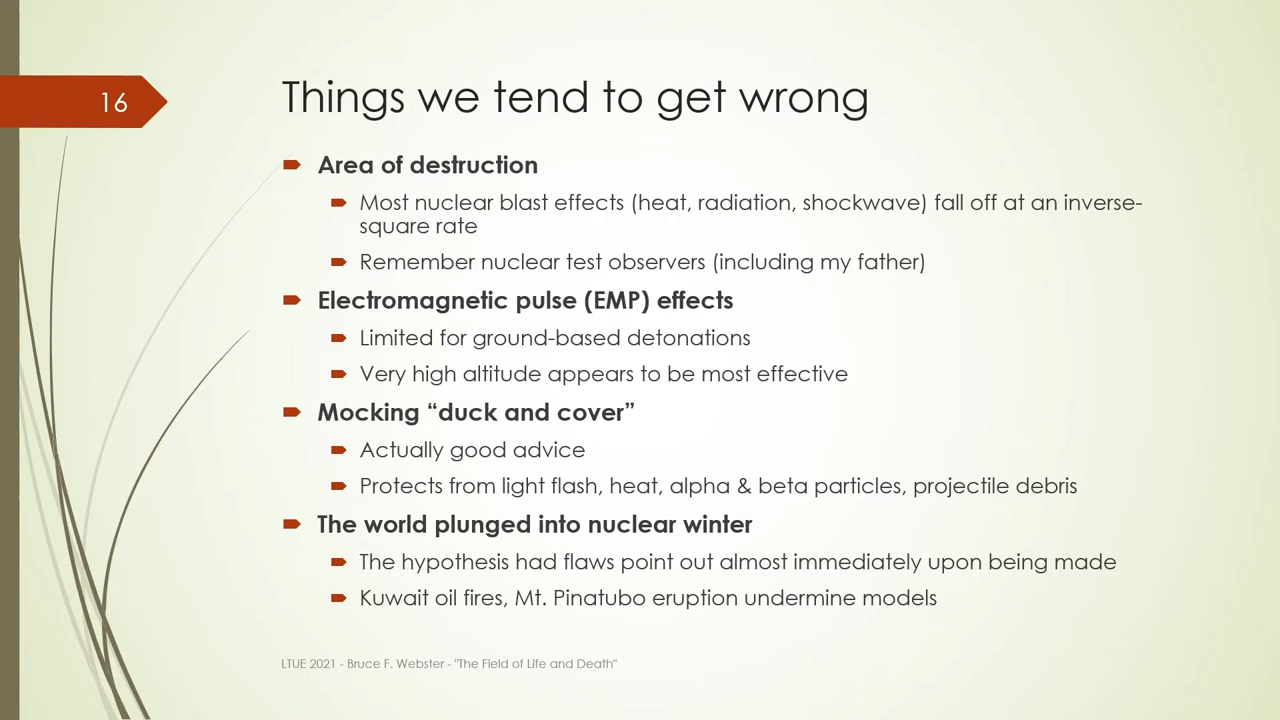 16
Things we tend to get wrong
Area of destruction
Most nuclear blast effects (heat, radiation, shockwave) fall off at an inverse-
square rate
Remember nuclear test observers (including my father)
Electromagnetic pulse (EMP) effects
Limited for ground-based detonations
Very high altitude appears to be most effective
Mocking “duck and cover”
Actually good advice
Protects from light flash, heat, alpha & beta particles, projectile debris
The world plunged into nuclear winter
The hypothesis had flaws point out almost immediately upon being made
Kuwait oil fires, Mt. Pinatubo eruption undermine models
LTUE 2021 - Bruce F. Webster - "The Field of Life and Death"